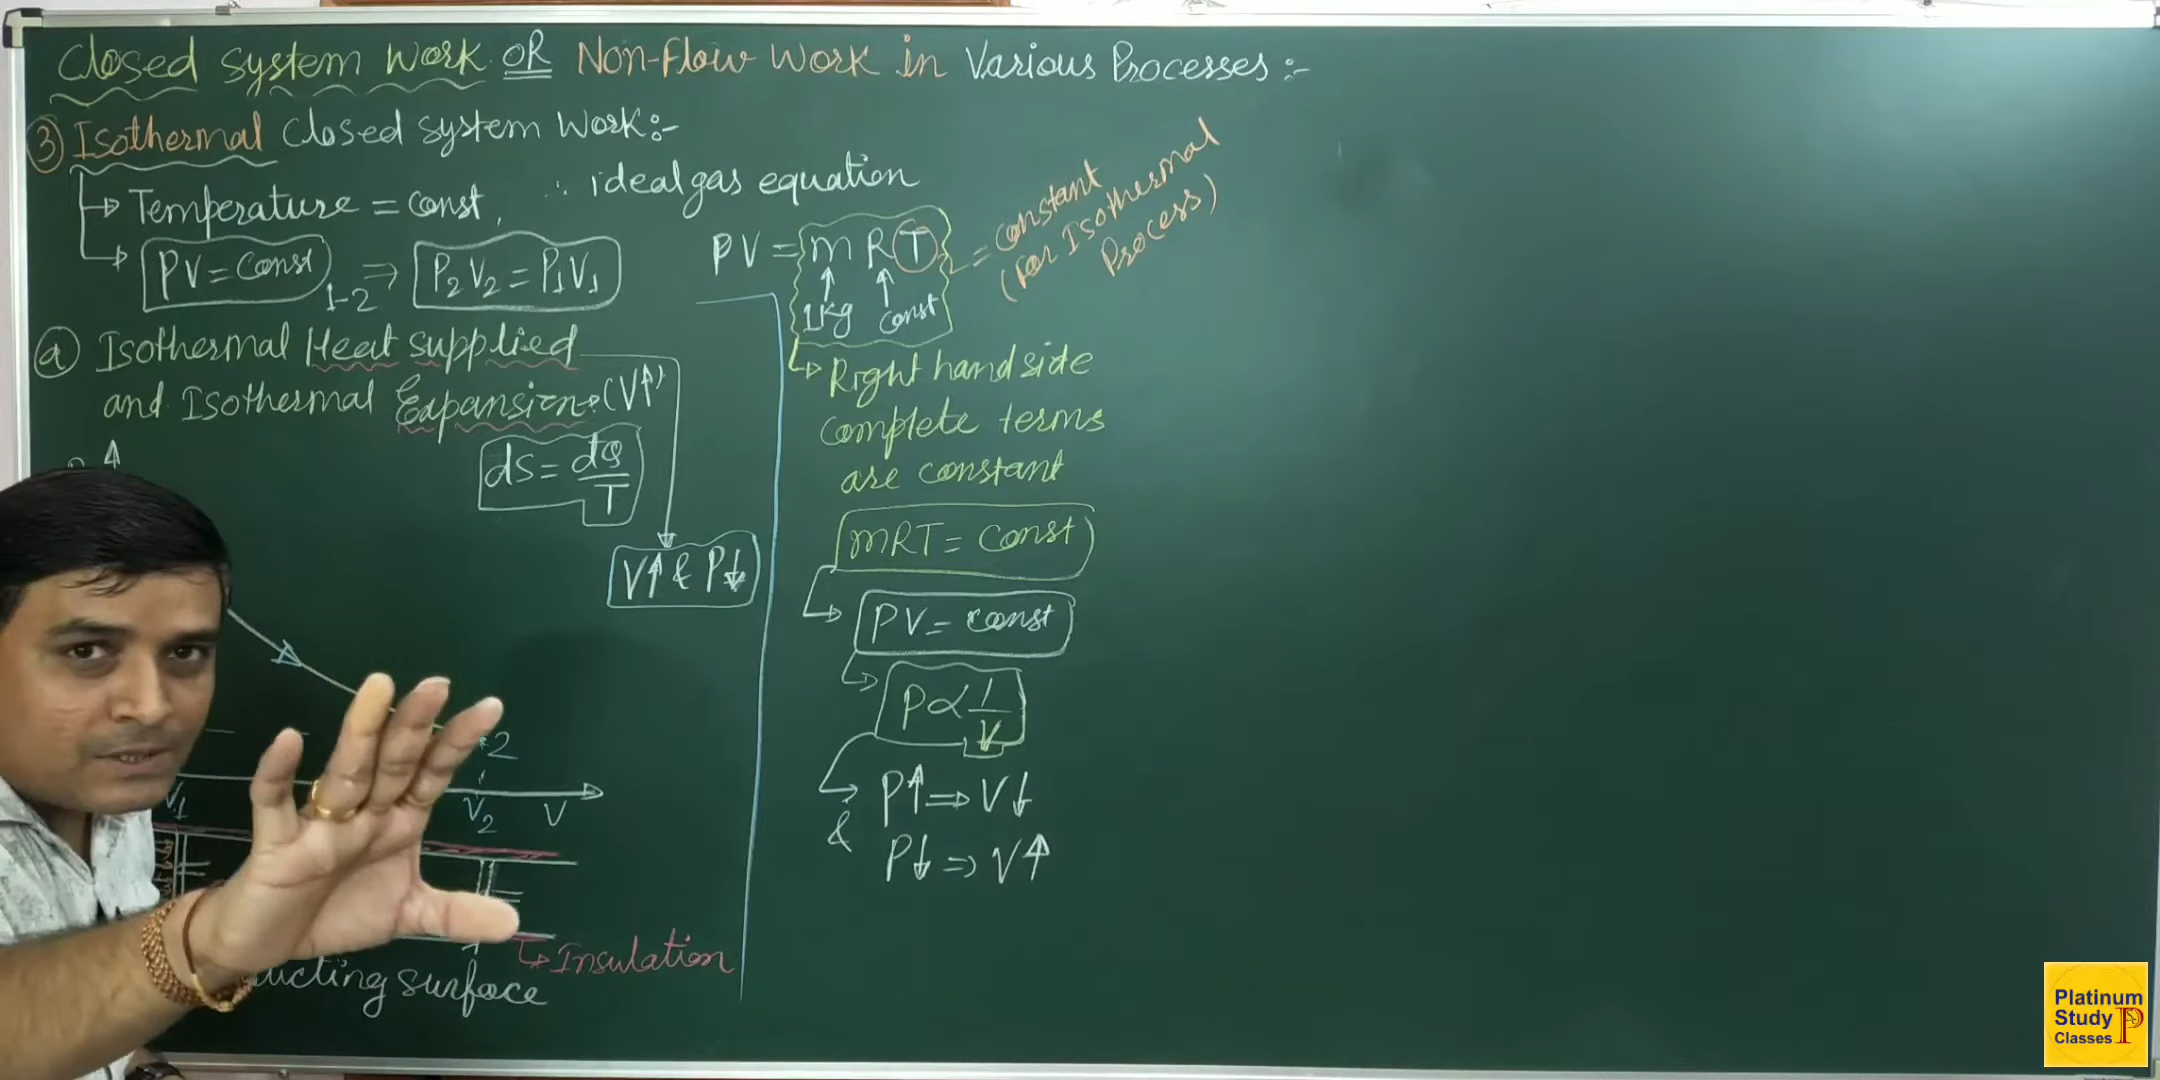 Closed system Work OR Non-Flow Work in Various Processes:-
③ Isothermal Closed system Work:-
Temperature = const,
PV = Const
1-2
⇒ P₂V₂ = P₁V₁
∴ ideal gas equation
PV = mRT = constant
(For Isothermal
Process)
1kg const
ⓐ Isothermal Heat supplied
and Isothermal Expansion:(V↑)
dS = dQ/T
V↑ & P↓
2
V₁ V₂ V
Insulation
ucting surface
Right hand side
complete terms
are constant
mRT = const
PV = const
P ∝ 1/V
P↑ ⇒ V↓
&
P↓ ⇒ V↑
Platinum
Study
Classes